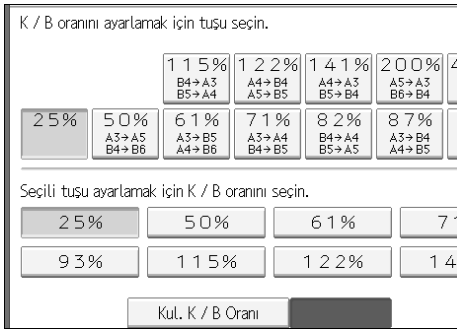 K / B oranını ayarlamak için tuşu seçin.
115% 122% 141% 200% 4
B4→A3 A4→B4 A4→A3 A5→A3
B5→A4 A5→B5 B5→B4 B6→B4
25% 50% 61% 71% 82% 87%
A3→A5 A3→B5 A3→A4 B4→A4 A3→B4
B4→B6 A4→B6 B4→B5 B5→A5 A4→B5
Seçili tuşu ayarlamak için K / B oranını seçin.
25% 50% 61% 7
93% 115% 122% 14
Kul. K / B Oranı